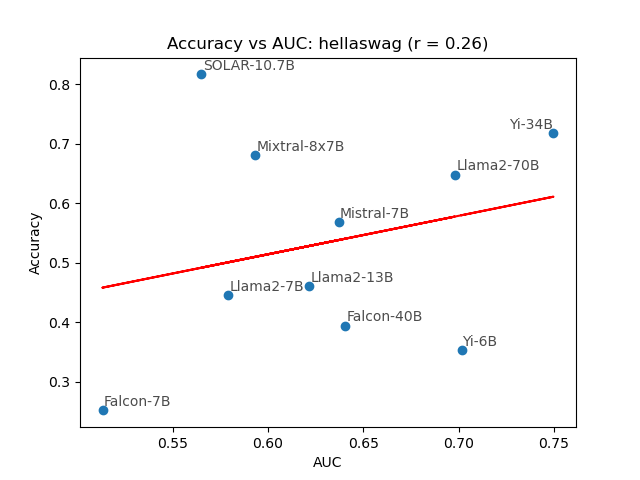 Accuracy vs AUC: hellaswag (r = 0.26)
SOLAR-10.7B
0.8
Yi-34B
0.7
Mixtral-8x7B
Llama2-70B
0.6
Mistral-7B
Accuracy
0.5
Llama2-13B
Llama2-7B
0.4
Falcon-40B
Yi-6B
0.3
Falcon-7B
0.55 0.60 0.65 0.70 0.75
AUC